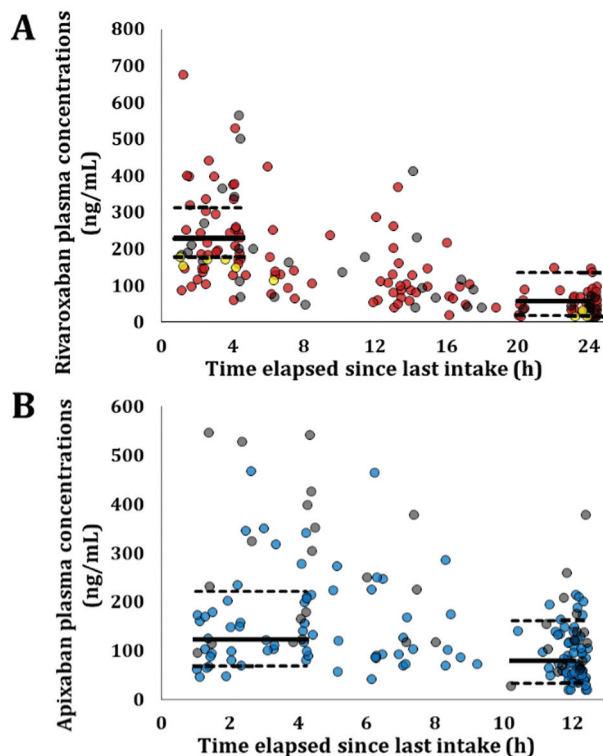 A
Rivaroxaban plasma concentrations
(ng/mL)
800
700
600
500
400
300
200
100
0
0 4 8 12 16 20 24
Time elapsed since last intake (h)
B
Apixaban plasma concentrations
(ng/mL)
600
500
400
300
200
100
0
0 2 4 6 8 10 12
Time elapsed since last intake (h)